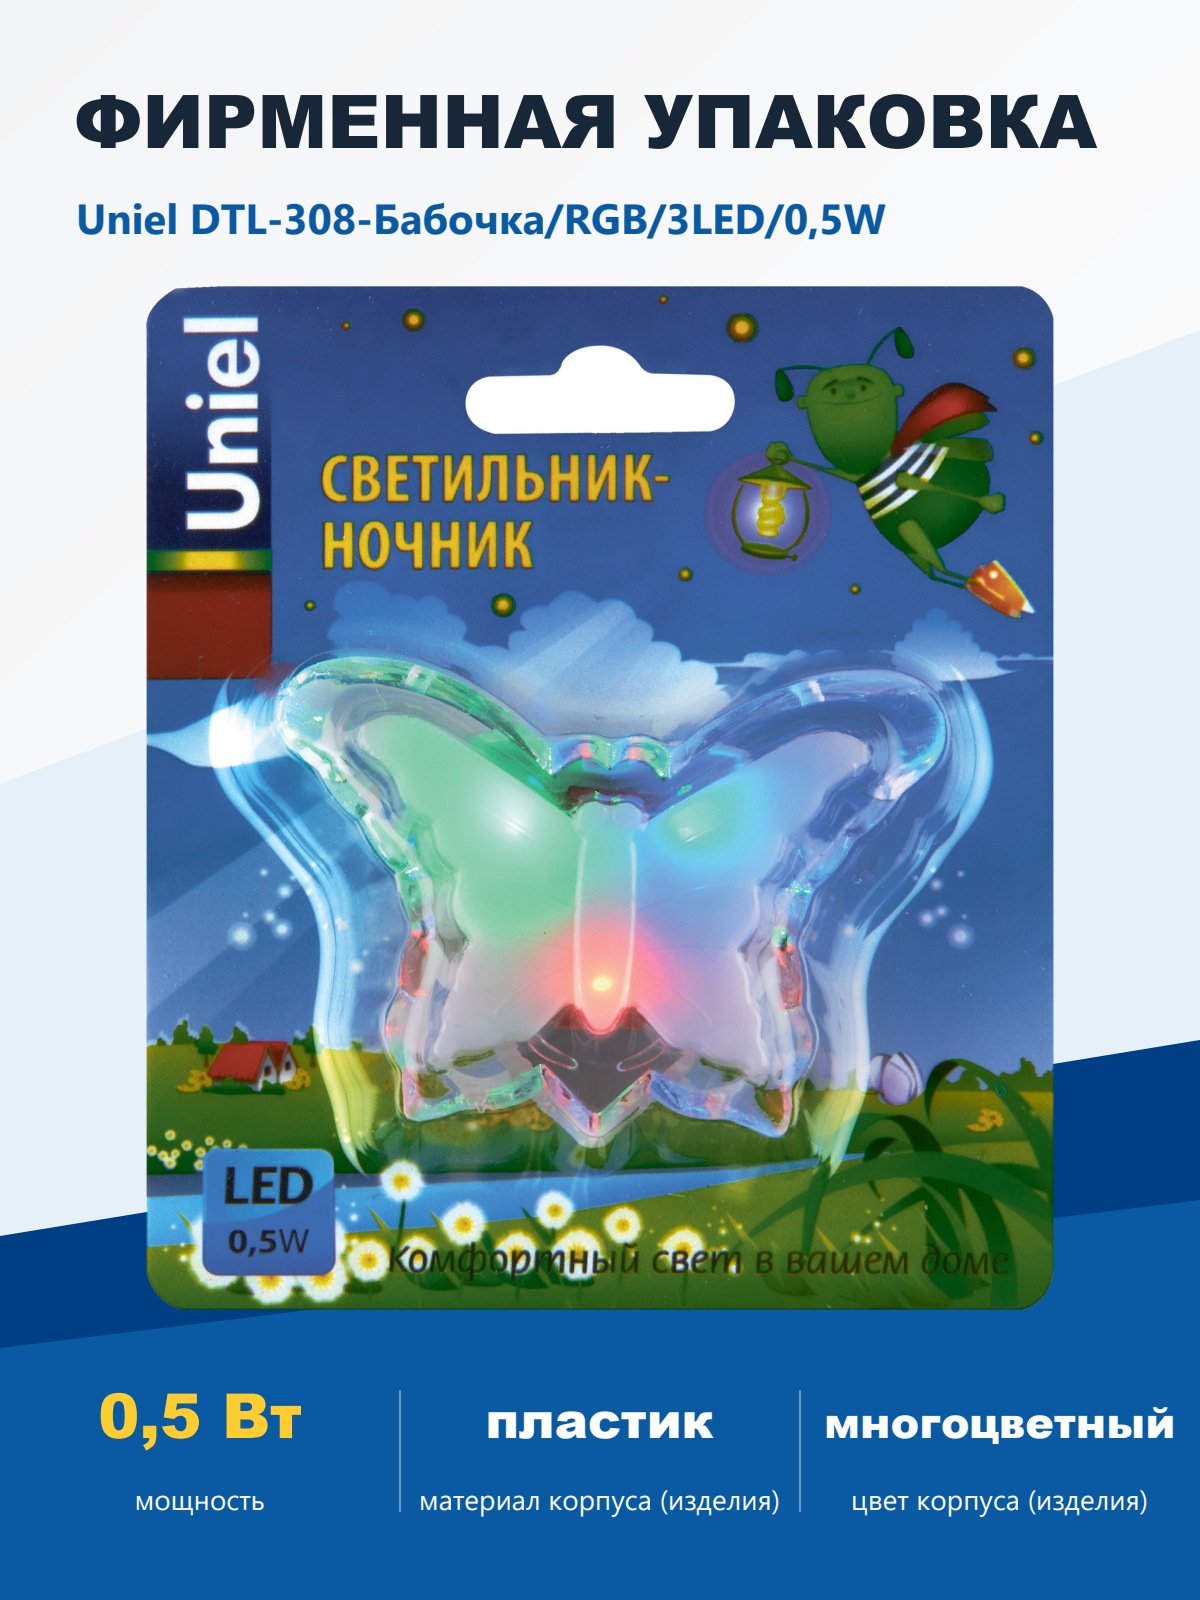 ФИРМЕННАЯ УПАКОВКА
Uniel DTL-308-Бабочка/RGB/3LED/0,5W
Uniel
СВЕТИЛЬНИК-
НОЧНИК
LED
0,5W
Комфортный свет в вашем доме
0,5 Вт
мощность
пластик
материал корпуса (изделия)
многоцветный
цвет корпуса (изделия)